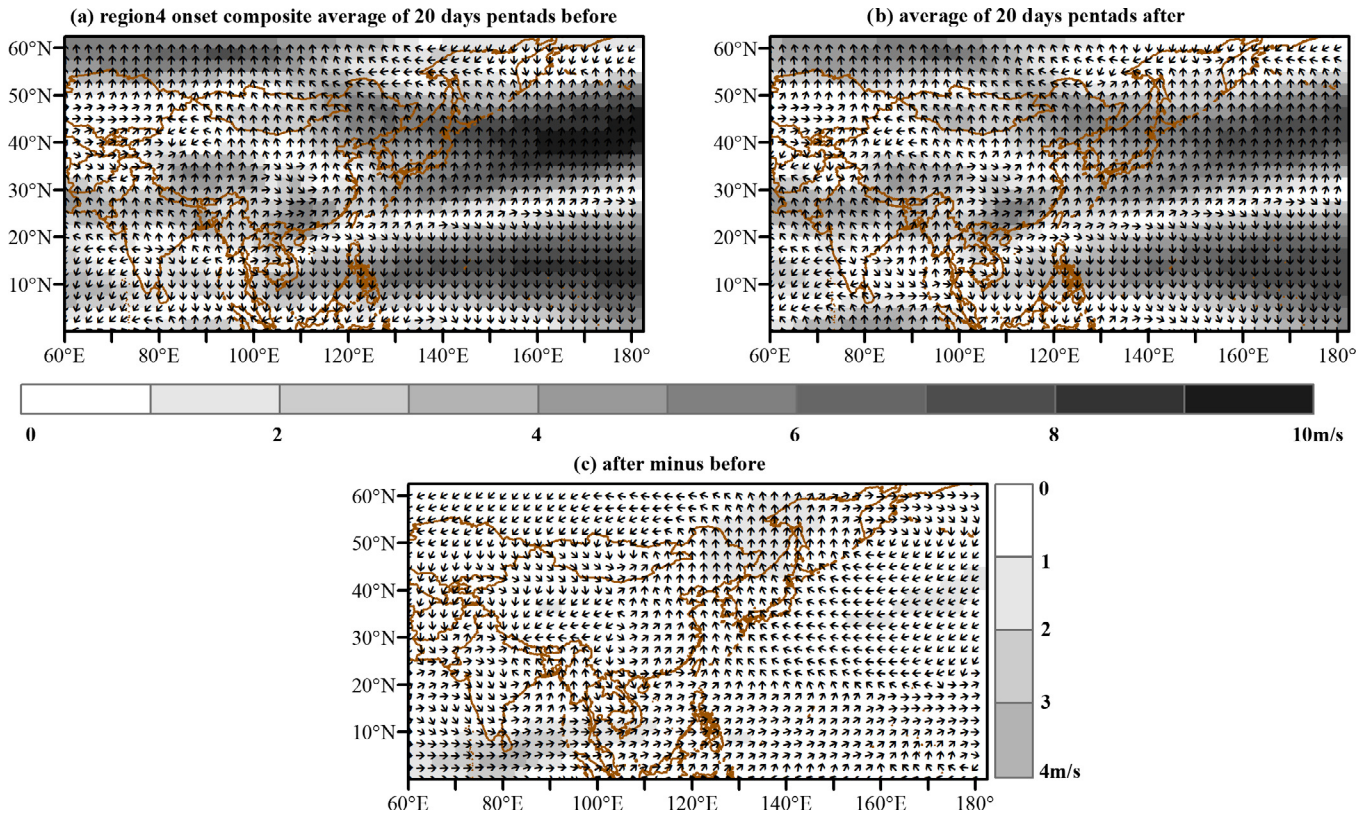 (a) region4 onset composite average of 20 days pentads before
(b) average of 20 days pentads after
60°N
50°N
40°N
30°N
20°N
10°N
60°E 80°E 100°E 120°E 140°E 160°E 180°
60°N
50°N
40°N
30°N
20°N
10°N
60°E 80°E 100°E 120°E 140°E 160°E 180°
0 2 4 6 8 10m/s
(c) after minus before
60°N
50°N
40°N
30°N
20°N
10°N
60°E 80°E 100°E 120°E 140°E 160°E 180°
0
1
2
3
4m/s